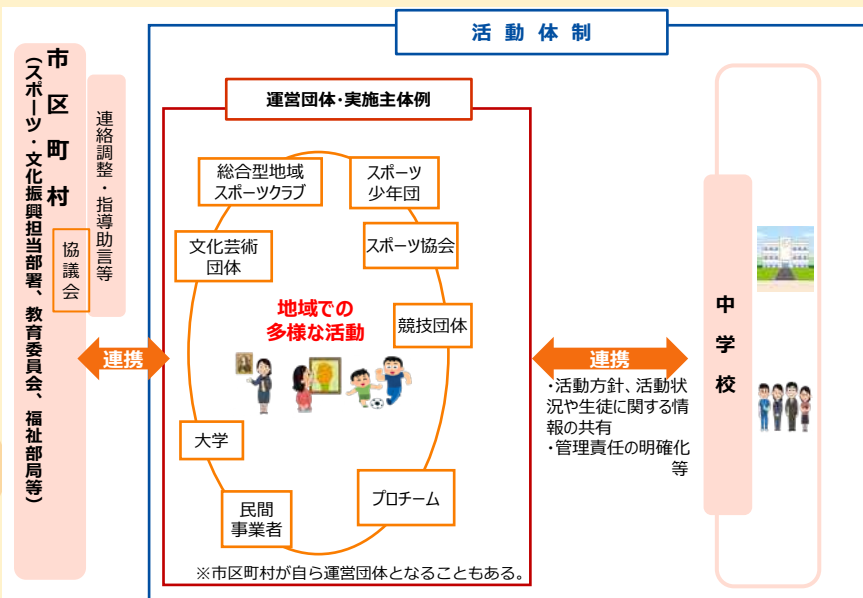 活動体制
市区町村
（スポーツ・文化振興担当部署、教育委員会、福祉部局等）
協議会
連絡調整・指導助言等
連携
運営団体・実施主体例
総合型地域
スポーツクラブ
スポーツ
少年団
文化芸術
団体
スポーツ協会
競技団体
地域での
多様な活動
大学
民間
事業者
プロチーム
※市区町村が自ら運営団体となることもある。
連携
・活動方針、活動状
況や生徒に関する情
報の共有
・管理責任の明確化
等
中学校